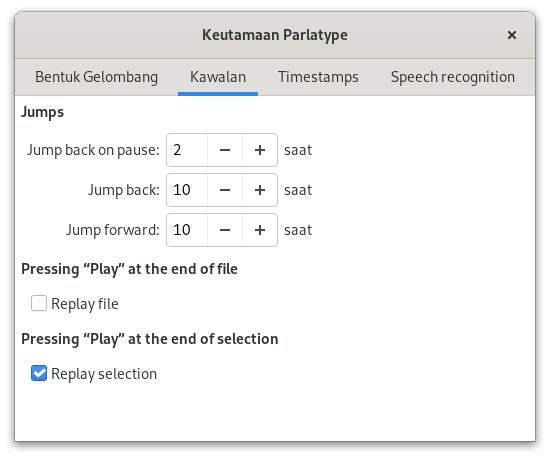 Keutamaan Parlatype
Bentuk Gelombang Kawalan Timestamps Speech recognition
Jumps
Jump back on pause: 2 − + saat
Jump back: 10 − + saat
Jump forward: 10 − + saat
Pressing “Play” at the end of file
Replay file
Pressing “Play” at the end of selection
Replay selection